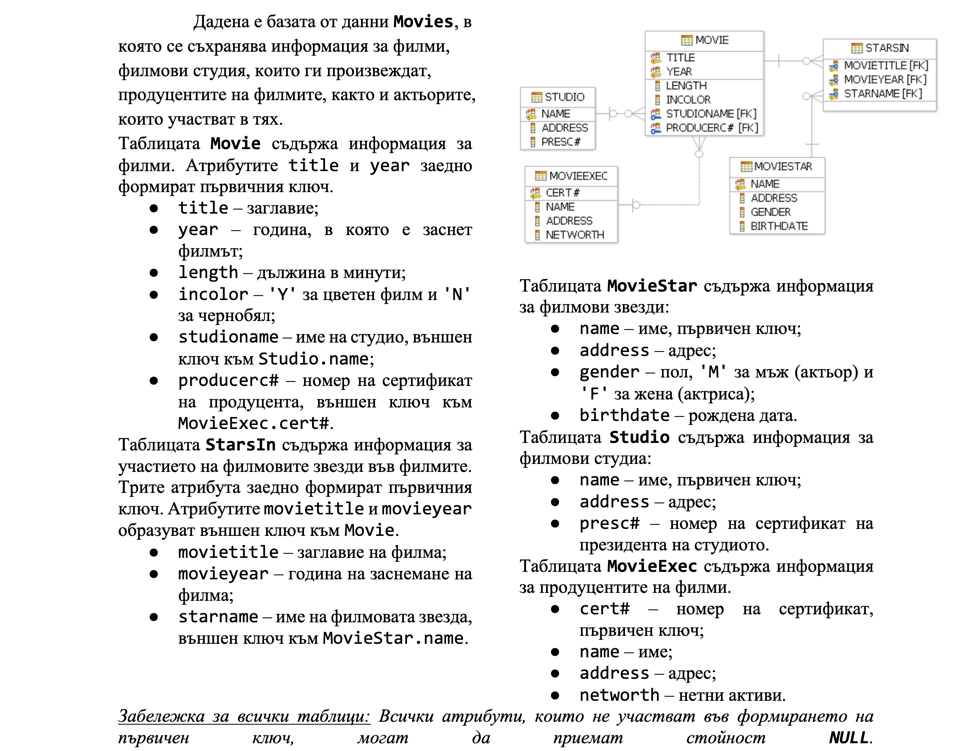 Дадена е базата от данни Movies, в
която се съхранява информация за филми,
филмови студия, които ги произвеждат,
продуцентите на филмите, както и актьорите,
които участват в тях.
Таблицата Movie съдържа информация за
филми. Атрибутите title и year заедно
формират първичния ключ.
● title – заглавие;
● year – година, в която е заснет
филмът;
● length – дължина в минути;
● incolor – 'Y' за цветен филм и 'N'
за чернобял;
● studioname – име на студио, външен
ключ към Studio.name;
● producerc# – номер на сертификат
на продуцента, външен ключ към
MovieExec.cert#.
Таблицата StarsIn съдържа информация за
участието на филмовите звезди във филмите.
Трите атрибута заедно формират първичния
ключ. Атрибутите movietitle и movieyear
образуват външен ключ към Movie.
● movietitle – заглавие на филма;
● movieyear – година на заснемане на
филма;
● starname – име на филмовата звезда,
външен ключ към MovieStar.name.
MOVIE
TITLE
YEAR
LENGTH
INCOLOR
STUDIONAME [FK]
PRODUCERC# [FK]
STARSIN
MOVIETITLE [FK]
MOVIEYEAR [FK]
STARNAME [FK]
STUDIO
NAME
ADDRESS
PRESC#
MOVIEEXEC
CERT#
NAME
ADDRESS
NETWORTH
MOVIESTAR
NAME
ADDRESS
GENDER
BIRTHDATE
Таблицата MovieStar съдържа информация
за филмови звезди:
● name – име, първичен ключ;
● address – адрес;
● gender – пол, 'M' за мъж (актьор) и
'F' за жена (актриса);
● birthdate – рождена дата.
Таблицата Studio съдържа информация за
филмови студиа:
● name – име, първичен ключ;
● address – адрес;
● presc# – номер на сертификат на
президента на студиото.
Таблицата MovieExec съдържа информация
за продуцентите на филми.
● cert# – номер на сертификат,
първичен ключ;
● name – име;
● address – адрес;
● networth – нетни активи.
Забележка за всички таблици: Всички атрибути, които не участват във формирането на
първичен ключ, могат да приемат стойност NULL.